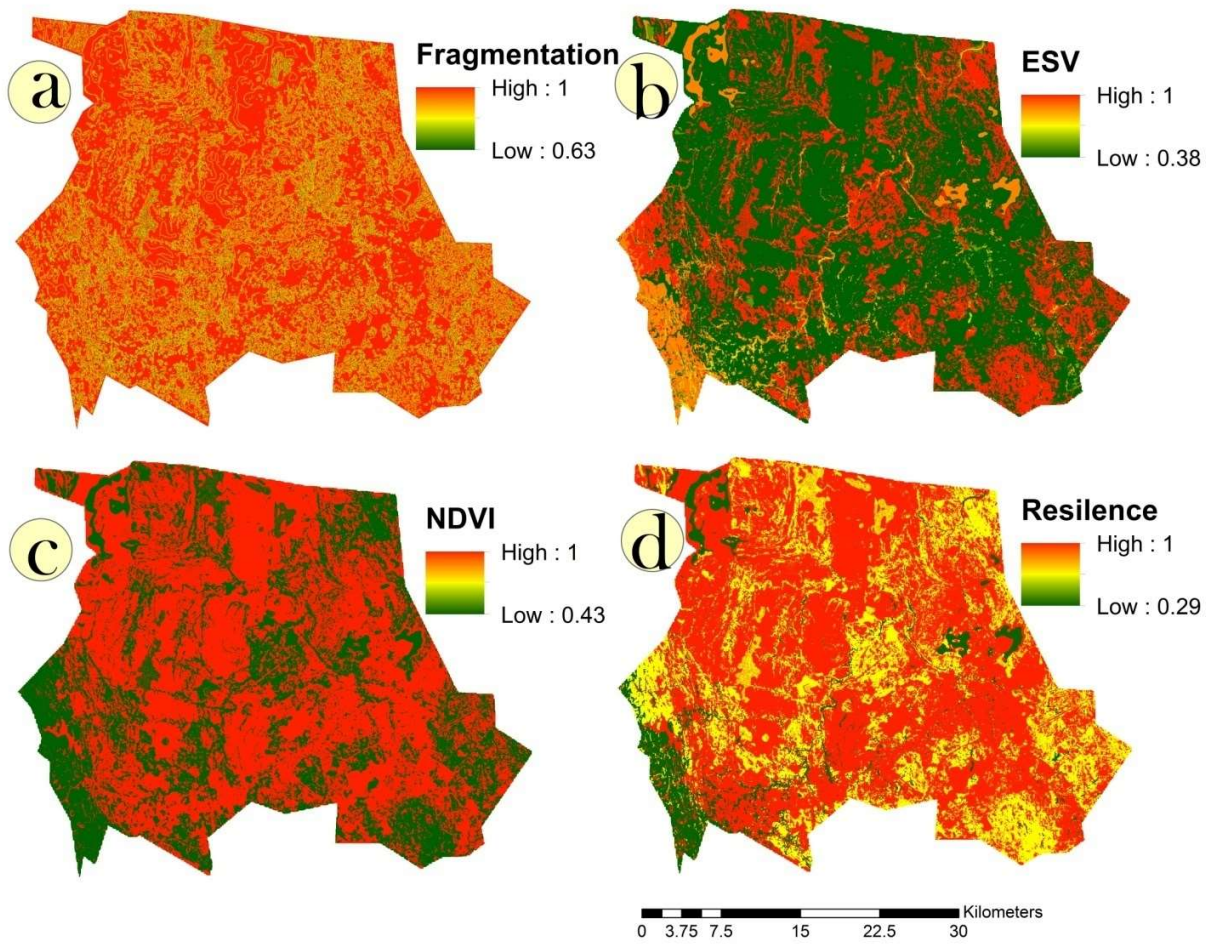 a
Fragmentation
High : 1
Low : 0.63
b
ESV
High : 1
Low : 0.38
c
NDVI
High : 1
Low : 0.43
d
Resilence
High : 1
Low : 0.29
Kilometers
0 3.75 7.5 15 22.5 30